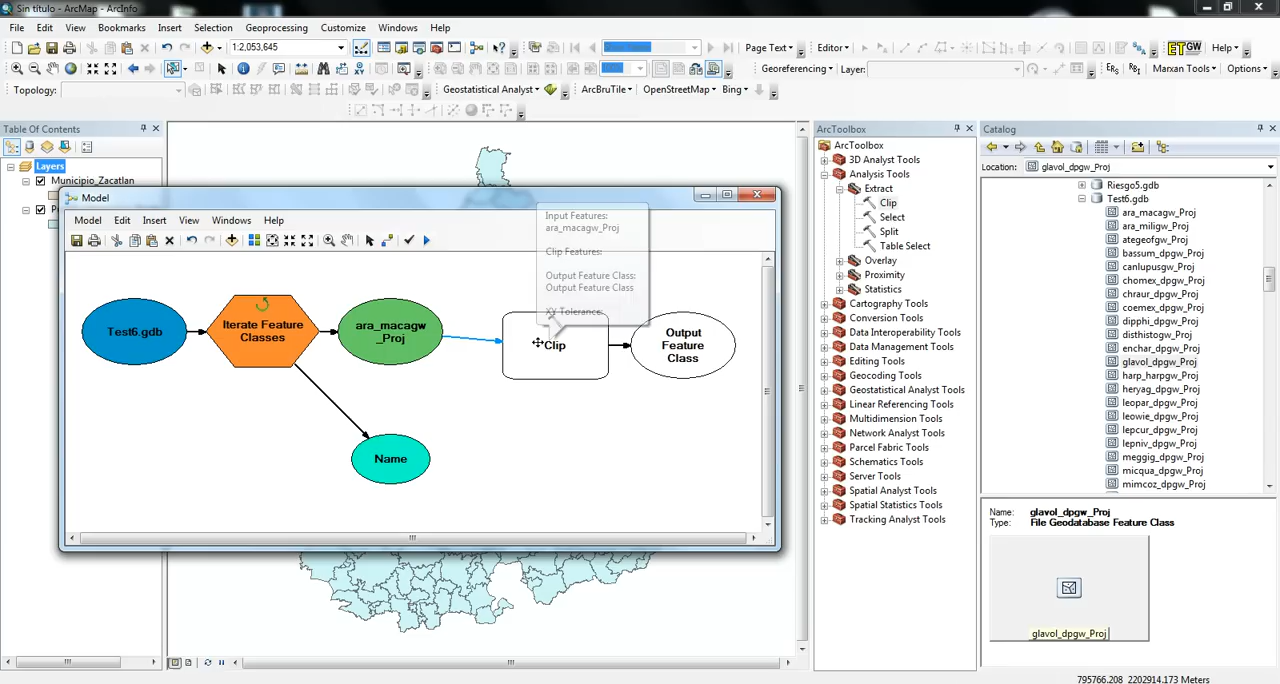 Sin título - ArcMap - ArcInfo
File Edit View Bookmarks Insert Selection Geoprocessing Customize Windows Help
1:2,053,645 Page Text Editor ETGW Help
100% Georeferencing Layer: Marxan Tools Options
Topology: Geostatistical Analyst ArcBruTile OpenStreetMap Bing
Table Of Contents
Layers
Municipio_Zacatlan
Model
Model Edit Insert View Windows Help
Test6.gdb
Iterate Feature
Classes
ara_macagw
_Proj
Input Features:
ara_macagw_Proj
Clip Features:
Output Feature Class:
Output Feature Class
XY Tolerance:
Clip
Output
Feature
Class
Name
ArcToolbox
ArcToolbox
3D Analyst Tools
Analysis Tools
Extract
Clip
Select
Split
Table Select
Overlay
Proximity
Statistics
Cartography Tools
Conversion Tools
Data Interoperability Tools
Data Management Tools
Editing Tools
Geocoding Tools
Geostatistical Analyst Tools
Linear Referencing Tools
Multidimension Tools
Network Analyst Tools
Parcel Fabric Tools
Schematics Tools
Server Tools
Spatial Analyst Tools
Spatial Statistics Tools
Tracking Analyst Tools
Catalog
Location: glavol_dpgw_Proj
Riesgo5.gdb
Test6.gdb
ara_macagw_Proj
ara_miligw_Proj
ategeofgw_Proj
bassum_dpgw_Proj
canlupusgw_Proj
chomex_dpgw_Proj
chraur_dpgw_Proj
coemex_dpgw_Proj
dipphi_dpgw_Proj
disthistogw_Proj
enchar_dpgw_Proj
glavol_dpgw_Proj
harp_harpgw_Proj
heryag_dpgw_Proj
leopar_dpgw_Proj
leowie_dpgw_Proj
lepcur_dpgw_Proj
lepniv_dpgw_Proj
meggig_dpgw_Proj
micqua_dpgw_Proj
mimcoz_dpgw_Proj
Name: glavol_dpgw_Proj
Type: File Geodatabase Feature Class
glavol_dpgw_Proj
795766.208 2202914.173 Meters